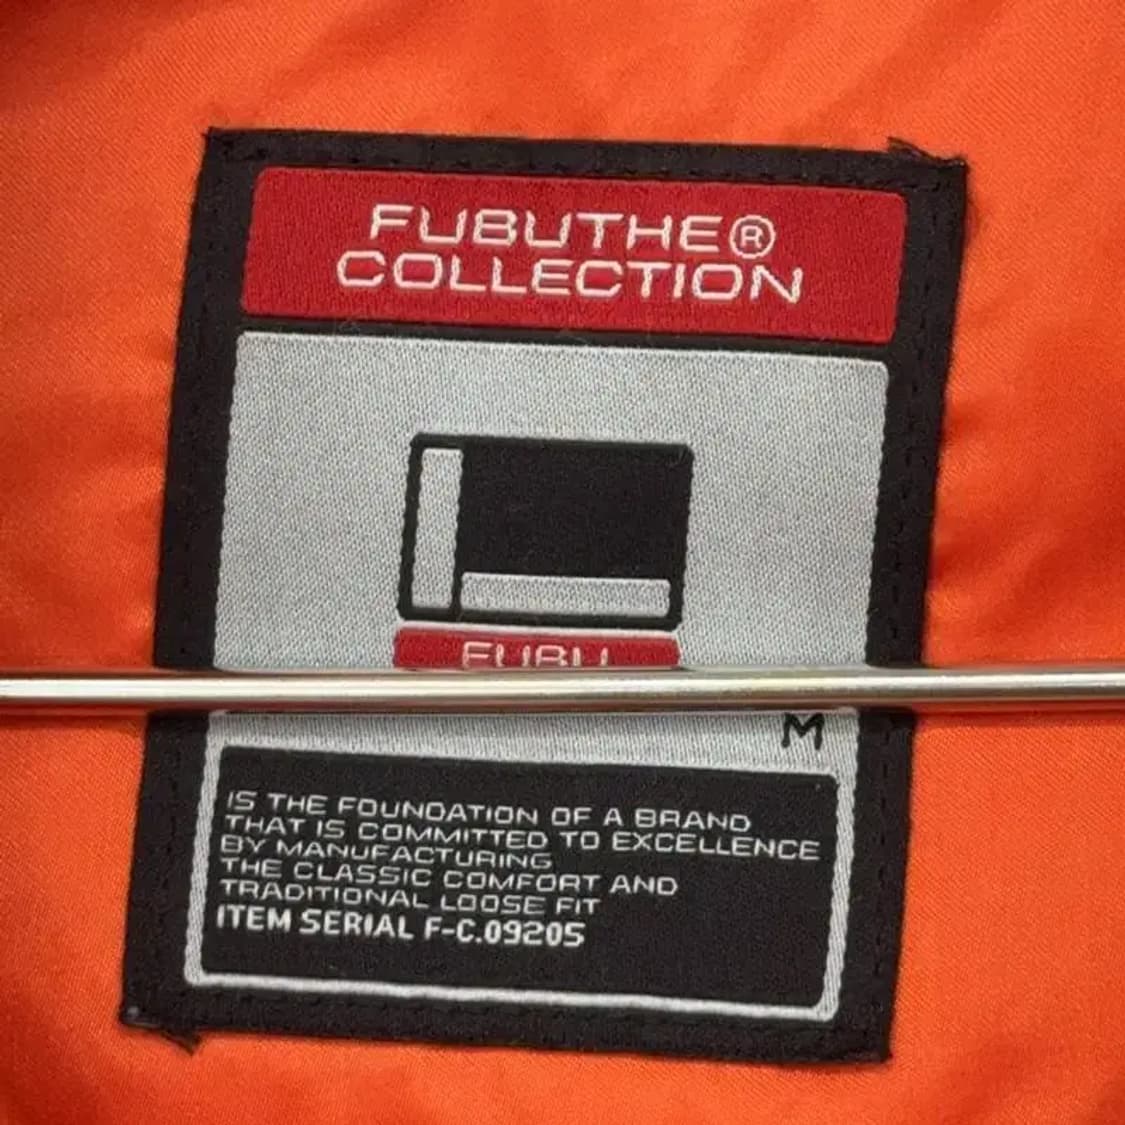 FUBUTHE®
COLLECTION
FUBU
M
IS THE FOUNDATION OF A BRAND
THAT IS COMMITTED TO EXCELLENCE
BY MANUFACTURING
THE CLASSIC COMFORT AND
TRADITIONAL LOOSE FIT
ITEM SERIAL F-C.09205